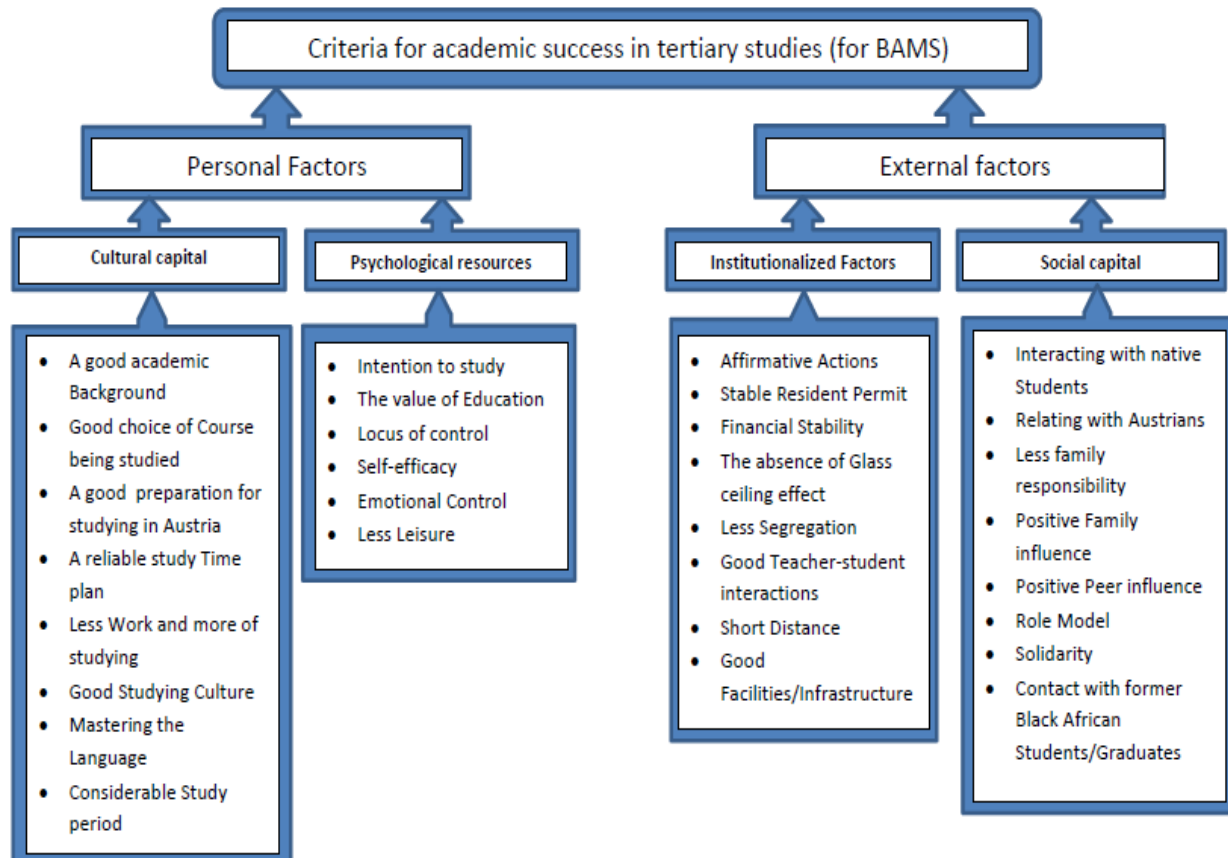 Criteria for academic success in tertiary studies (for BAMS)
Personal Factors
External factors
Cultural capital
Psychological resources
Institutionalized Factors
Social capital
• A good academic
Background
• Good choice of Course
being studied
• A good preparation for
studying in Austria
• A reliable study Time
plan
• Less Work and more of
studying
• Good Studying Culture
• Mastering the
Language
• Considerable Study
period
• Intention to study
• The value of Education
• Locus of control
• Self-efficacy
• Emotional Control
• Less Leisure
• Affirmative Actions
• Stable Resident Permit
• Financial Stability
• The absence of Glass
ceiling effect
• Less Segregation
• Good Teacher-student
interactions
• Short Distance
• Good
Facilities/Infrastructure
• Interacting with native
Students
• Relating with Austrians
• Less family
responsibility
• Positive Family
influence
• Positive Peer influence
• Role Model
• Solidarity
• Contact with former
Black African
Students/Graduates